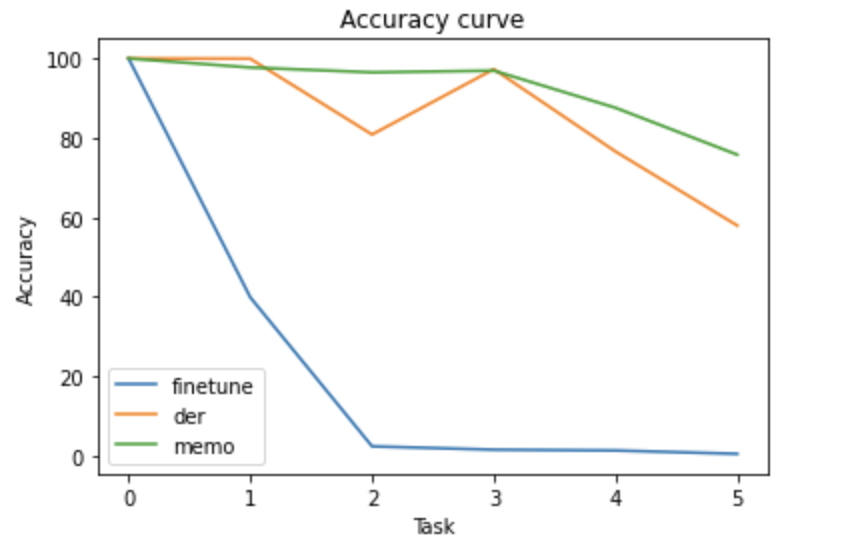 Accuracy curve
100
80
60
40
20
0
Accuracy
finetune
der
memo
0 1 2 3 4 5
Task